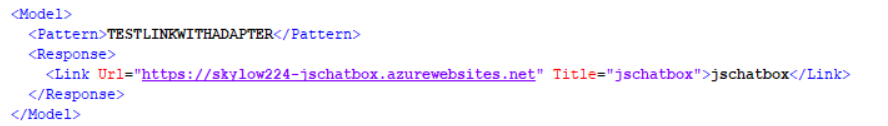 <Model>
<Pattern>TESTLINKWITHADAPTER</Pattern>
<Response>
<Link Url="https://skylow224-jschatbox.azurewebsites.net" Title="jschatbox">jschatbox</Link>
</Response>
</Model>